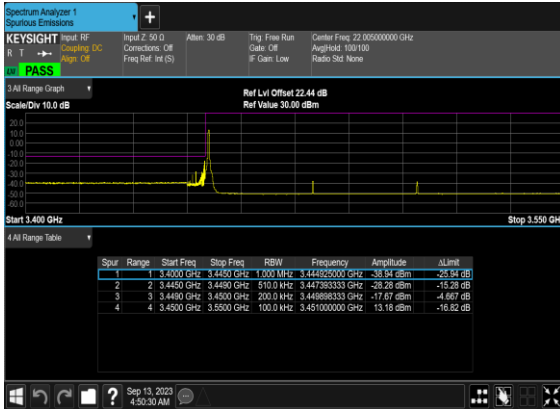 Spectrum Analyzer 1
Spurious Emissions
+
KEYSIGHT Input: RF Input Z: 50 Ω Atten: 30 dB Trig: Free Run Center Freq: 22.005000000 GHz
R T Coupling: DC Corrections: Off Gate: Off Avg|Hold: 100/100
Align: Off Freq Ref: Int (S) IF Gain: Low Radio Std: None
PASS
3 All Range Graph
Ref Lvl Offset 22.44 dB
Scale/Div 10.0 dB Ref Value 30.00 dBm
20.0
10.0
0.00
-10.0
-20.0
-30.0
-40.0
-50.0
-60.0
Start 3.400 GHz Stop 3.550 GH
4 All Range Table
Spur Range Start Freq Stop Freq RBW Frequency Amplitude ΔLimit
1 1 3.4000 GHz 3.4450 GHz 1.000 MHz 3.444925000 GHz -38.94 dBm -25.94 dB
2 2 3.4450 GHz 3.4490 GHz 510.0 kHz 3.447393333 GHz -28.28 dBm -15.28 dB
3 3 3.4490 GHz 3.4500 GHz 200.0 kHz 3.449898333 GHz -17.67 dBm -4.667 dB
4 4 3.4500 GHz 3.5500 GHz 100.0 kHz 3.451000000 GHz 13.18 dBm -16.82 dB
? Sep 13, 2023
4:50:30 AM